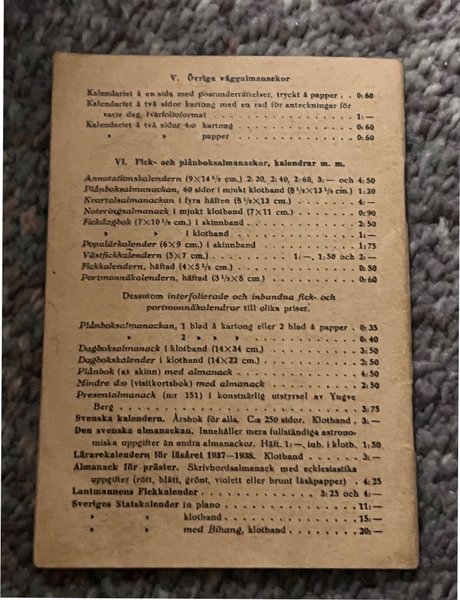 V. Övriga väggalmanackor
Kalendariet å en sida med postunderrättelser, tryckt å papper . 0:60
Kalendariet å två sidor kartong med en rad för anteckningar för
varje dag, tvärfolioformat . . . . . . . . . . . . . . . . 1: —
Kalendariet å två sidor 4:o kartong . . . . . . . . . . . . . 0:60
» » papper . . . . . . . . . . . . . 0:60
VI. Fick- och plånboksalmanackor, kalendrar m. m.
Annotationskalendern (9×14 ½ cm.) 2:20, 2:40, 2:60, 3: — och 4:50
Plånboksalmanackan, 60 sidor i mjukt klotband (8 ½×13 ½ cm.) 1:20
Kvartalsalmanackan i fyra häften (8 ½×13 cm.) . . . . . . . . 4: —
Noteringsalmanack i mjukt klotband (7×11 cm.) . . . . . . . . 0:90
Fickdagbok (7×10 ½ cm.) i skinnband . . . . . . . . . . . . 2:50
» » i klotband . . . . . . . . . . . . 1: —
Populärkalender (6×9 cm.) i skinnband . . . . . . . . . . . 1:75
Västfickkalendern (5×7 cm.) . . . . . . . 1: —, 1:50 och 2: —
Fickkalendern, häftad (4×5 ½ cm.) . . . . . . . . . . . . . 0:50
Portmonnäkalendern, häftad (3 ½×8 cm.) . . . . . . . . . . 0:60
Dessutom interfolierade och inbundna fick- och
portmonnäkalendrar till olika priser.
Plånboksalmanackan, 1 blad å kartong eller 2 blad å papper . 0:35
» 2 » » » . . . . . . . . . 0:40
Dagboksalmanack i klotband (14×34 cm.) . . . . . . . . . . 3:50
Dagbokskalender i klotband (14×22 cm.) . . . . . . . . . . 2:50
Plånbok (av skinn) med almanack . . . . . . . . . . . . . . 4:50
Mindre d:o (visitkortsbok) med almanack . . . . . . . . . . 2:50
Presentalmanack (nr 151) i konstnärlig utstyrsel av Yngve
Berg . . . . . . . . . . . . . . . . . . . . . . . . . . 3:75
Svenska kalendern. Årsbok för alla. C:a 250 sidor. Klotband . 3: —
Den svenska almanackan. Innehåller mera fullständiga astrono-
miska uppgifter än andra almanackor. Häft. 1: —, inb. i klotb. 1:50
Lärarekalendern för läsåret 1937—1938. Klotband . . . . . . 3: —
Almanack för präster. Skrivbordsalmanack med ecklesiastika
uppgifter (rött, blått, grönt, violett eller brunt läskpapper) . 4:25
Lantmannens Fickkalender . . . . . . . . . . . 3:25 och 4: —
Sveriges Statskalender in plano . . . . . . . . . . . . . . 11: —
» » klotband . . . . . . . . . . . . . . . 15: —
» » med Bihang, klotband . . . . . . . . . 20: —